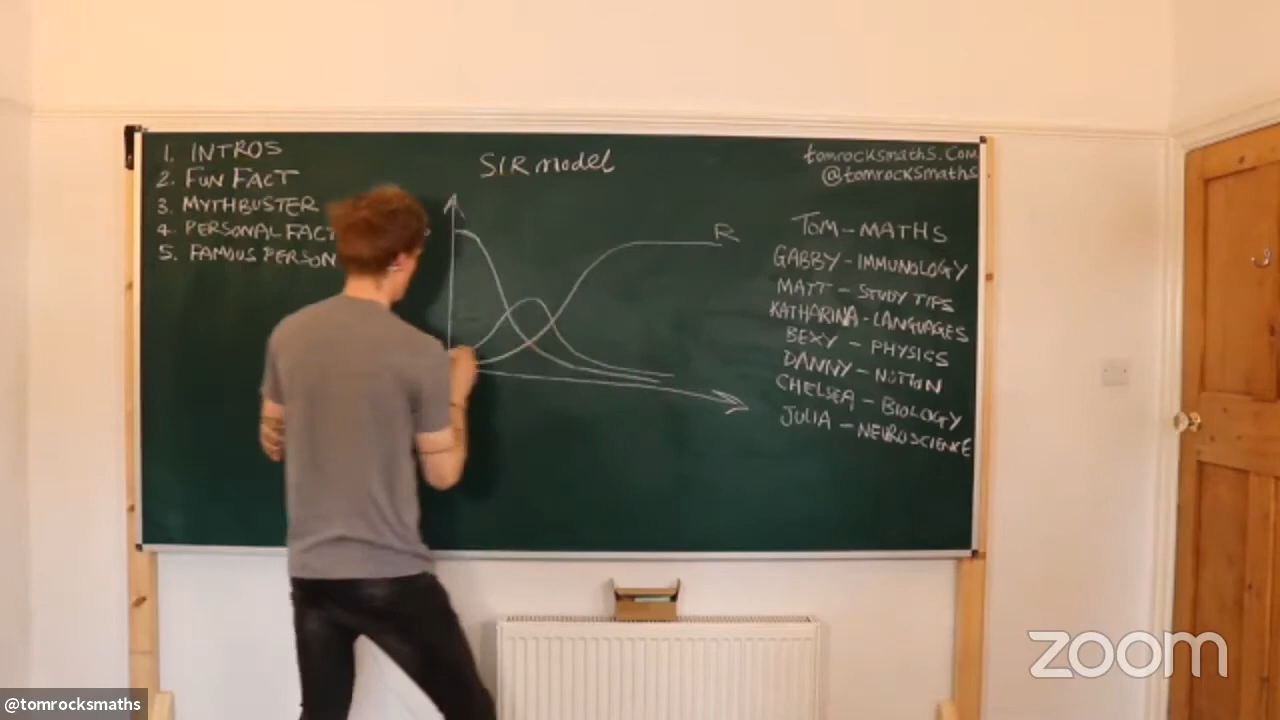 1. INTROS
2. FUN FACT
3. MYTHBUSTER
4. PERSONAL FACT
5. FAMOUS PERSON
SIR model
R
tomrocksmaths.com
@tomrocksmaths
TOM - MATHS
GABBY - IMMUNOLOGY
MATT - STUDY TIPS
KATHARINA - LANGUAGES
BEXY - PHYSICS
DANNY - NOTION
CHELSEA - BIOLOGY
JULIA - NEUROSCIENCE
zoom
@tomrocksmaths